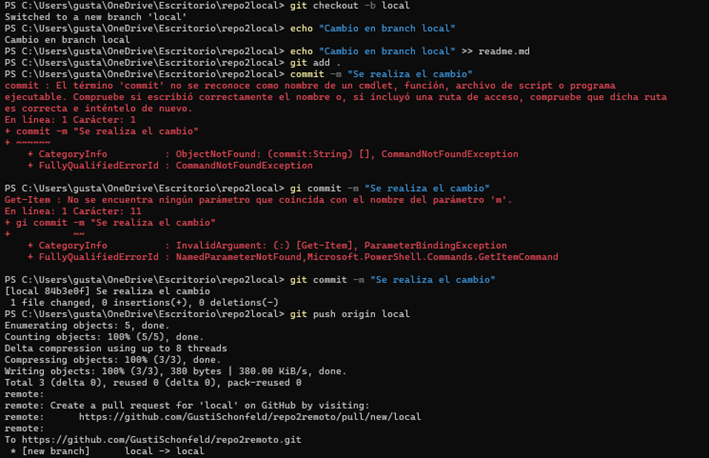 PS C:\Users\gusta\OneDrive\Escritorio\repo2local> git checkout -b local
Switched to a new branch 'local'
PS C:\Users\gusta\OneDrive\Escritorio\repo2local> echo "Cambio en branch local"
Cambio en branch local
PS C:\Users\gusta\OneDrive\Escritorio\repo2local> echo "Cambio en branch local" >> readme.md
PS C:\Users\gusta\OneDrive\Escritorio\repo2local> git add .
PS C:\Users\gusta\OneDrive\Escritorio\repo2local> commit -m "Se realiza el cambio"
commit : El término 'commit' no se reconoce como nombre de un cmdlet, función, archivo de script o programa
ejecutable. Compruebe si escribió correctamente el nombre o, si incluyó una ruta de acceso, compruebe que dicha ruta
es correcta e inténtelo de nuevo.
En línea: 1 Carácter: 1
+ commit -m "Se realiza el cambio"
+ ~~~~~~
    + CategoryInfo          : ObjectNotFound: (commit:String) [], CommandNotFoundException
    + FullyQualifiedErrorId : CommandNotFoundException
PS C:\Users\gusta\OneDrive\Escritorio\repo2local> gi commit -m "Se realiza el cambio"
Get-Item : No se encuentra ningún parámetro que coincida con el nombre del parámetro 'm'.
En línea: 1 Carácter: 11
+ gi commit -m "Se realiza el cambio"
+           ~~
    + CategoryInfo          : InvalidArgument: (:) [Get-Item], ParameterBindingException
    + FullyQualifiedErrorId : NamedParameterNotFound,Microsoft.PowerShell.Commands.GetItemCommand
PS C:\Users\gusta\OneDrive\Escritorio\repo2local> git commit -m "Se realiza el cambio"
[local 84b3e0f] Se realiza el cambio
 1 file changed, 0 insertions(+), 0 deletions(-)
PS C:\Users\gusta\OneDrive\Escritorio\repo2local> git push origin local
Enumerating objects: 5, done.
Counting objects: 100% (5/5), done.
Delta compression using up to 8 threads
Compressing objects: 100% (3/3), done.
Writing objects: 100% (3/3), 380 bytes | 380.00 KiB/s, done.
Total 3 (delta 0), reused 0 (delta 0), pack-reused 0
remote:
remote: Create a pull request for 'local' on GitHub by visiting:
remote:      https://github.com/GustiSchonfeld/repo2remoto/pull/new/local
remote:
To https://github.com/GustiSchonfeld/repo2remoto.git
 * [new branch]      local -> local